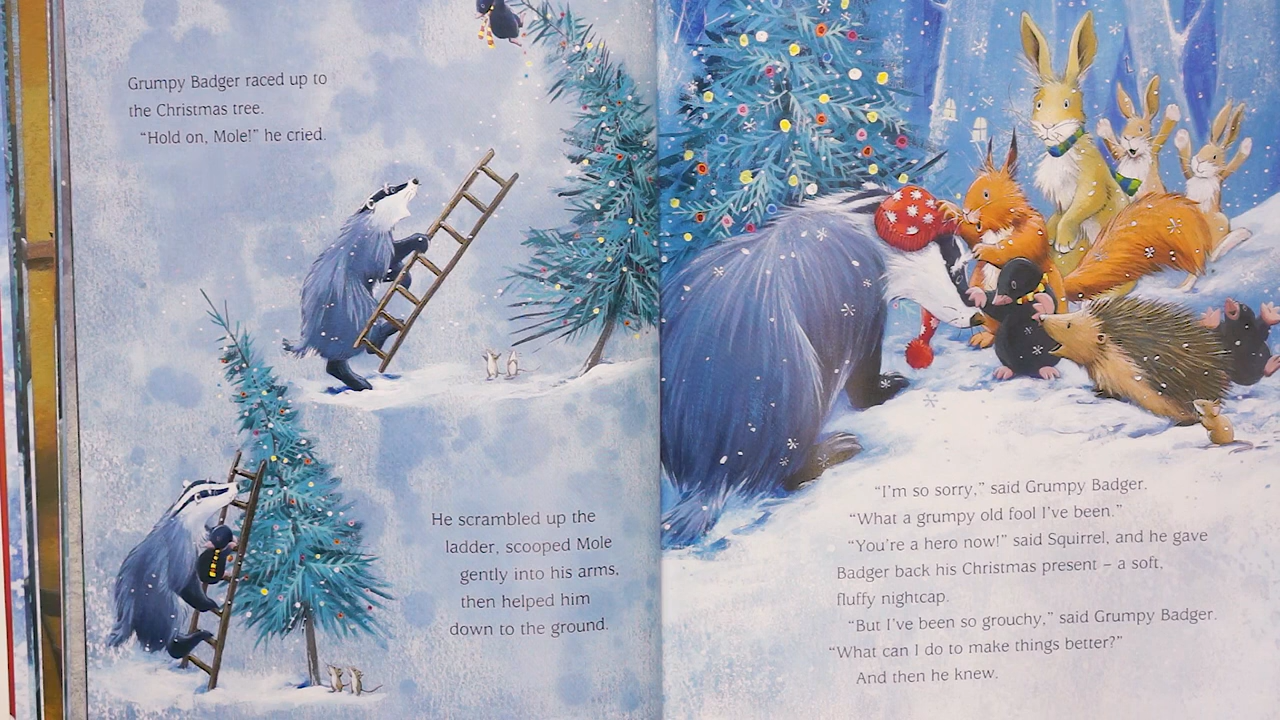 Grumpy Badger raced up to
the Christmas tree.
“Hold on, Mole!” he cried.
He scrambled up the
ladder, scooped Mole
gently into his arms,
then helped him
down to the ground.
“I’m so sorry,” said Grumpy Badger.
“What a grumpy old fool I’ve been.”
“You’re a hero now!” said Squirrel, and he gave
Badger back his Christmas present – a soft,
fluffy nightcap.
“But I’ve been so grouchy,” said Grumpy Badger.
“What can I do to make things better?”
And then he knew.